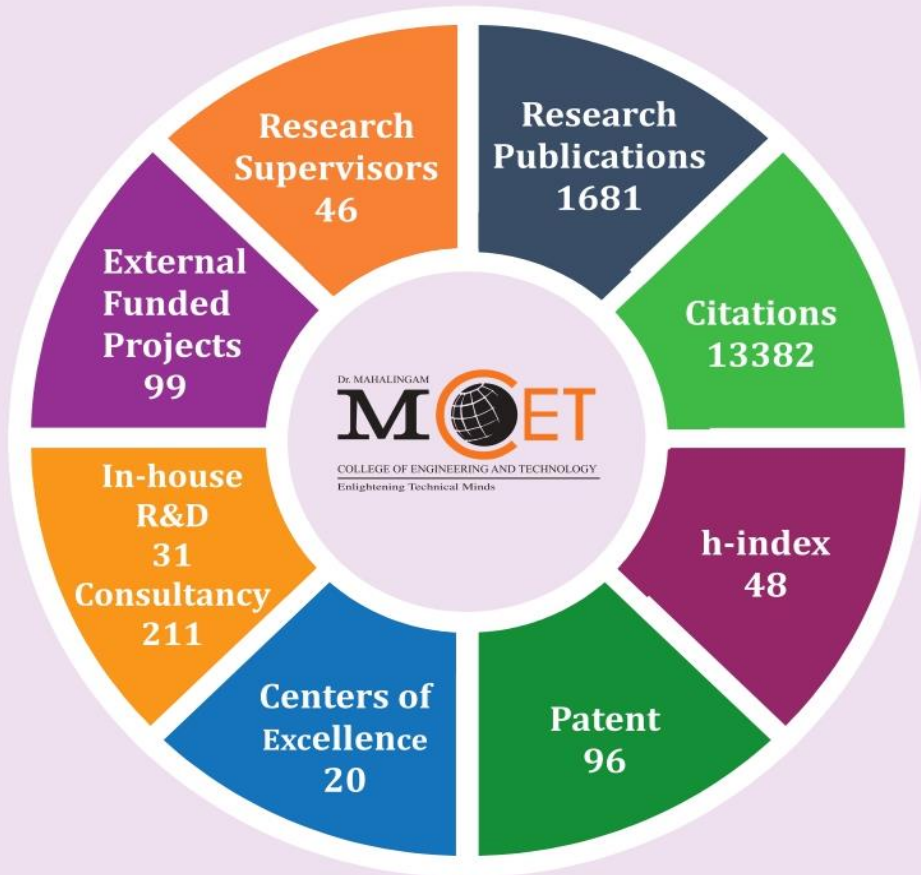 Research
Publications
1681
Citations
13382
h-index
48
Patent
96
Centers of
Excellence
20
In-house
R&D
31
Consultancy
211
External
Funded
Projects
99
Research
Supervisors
46
Dr. MAHALINGAM
MCET
COLLEGE OF ENGINEERING AND TECHNOLOGY
Enlightening Technical Minds